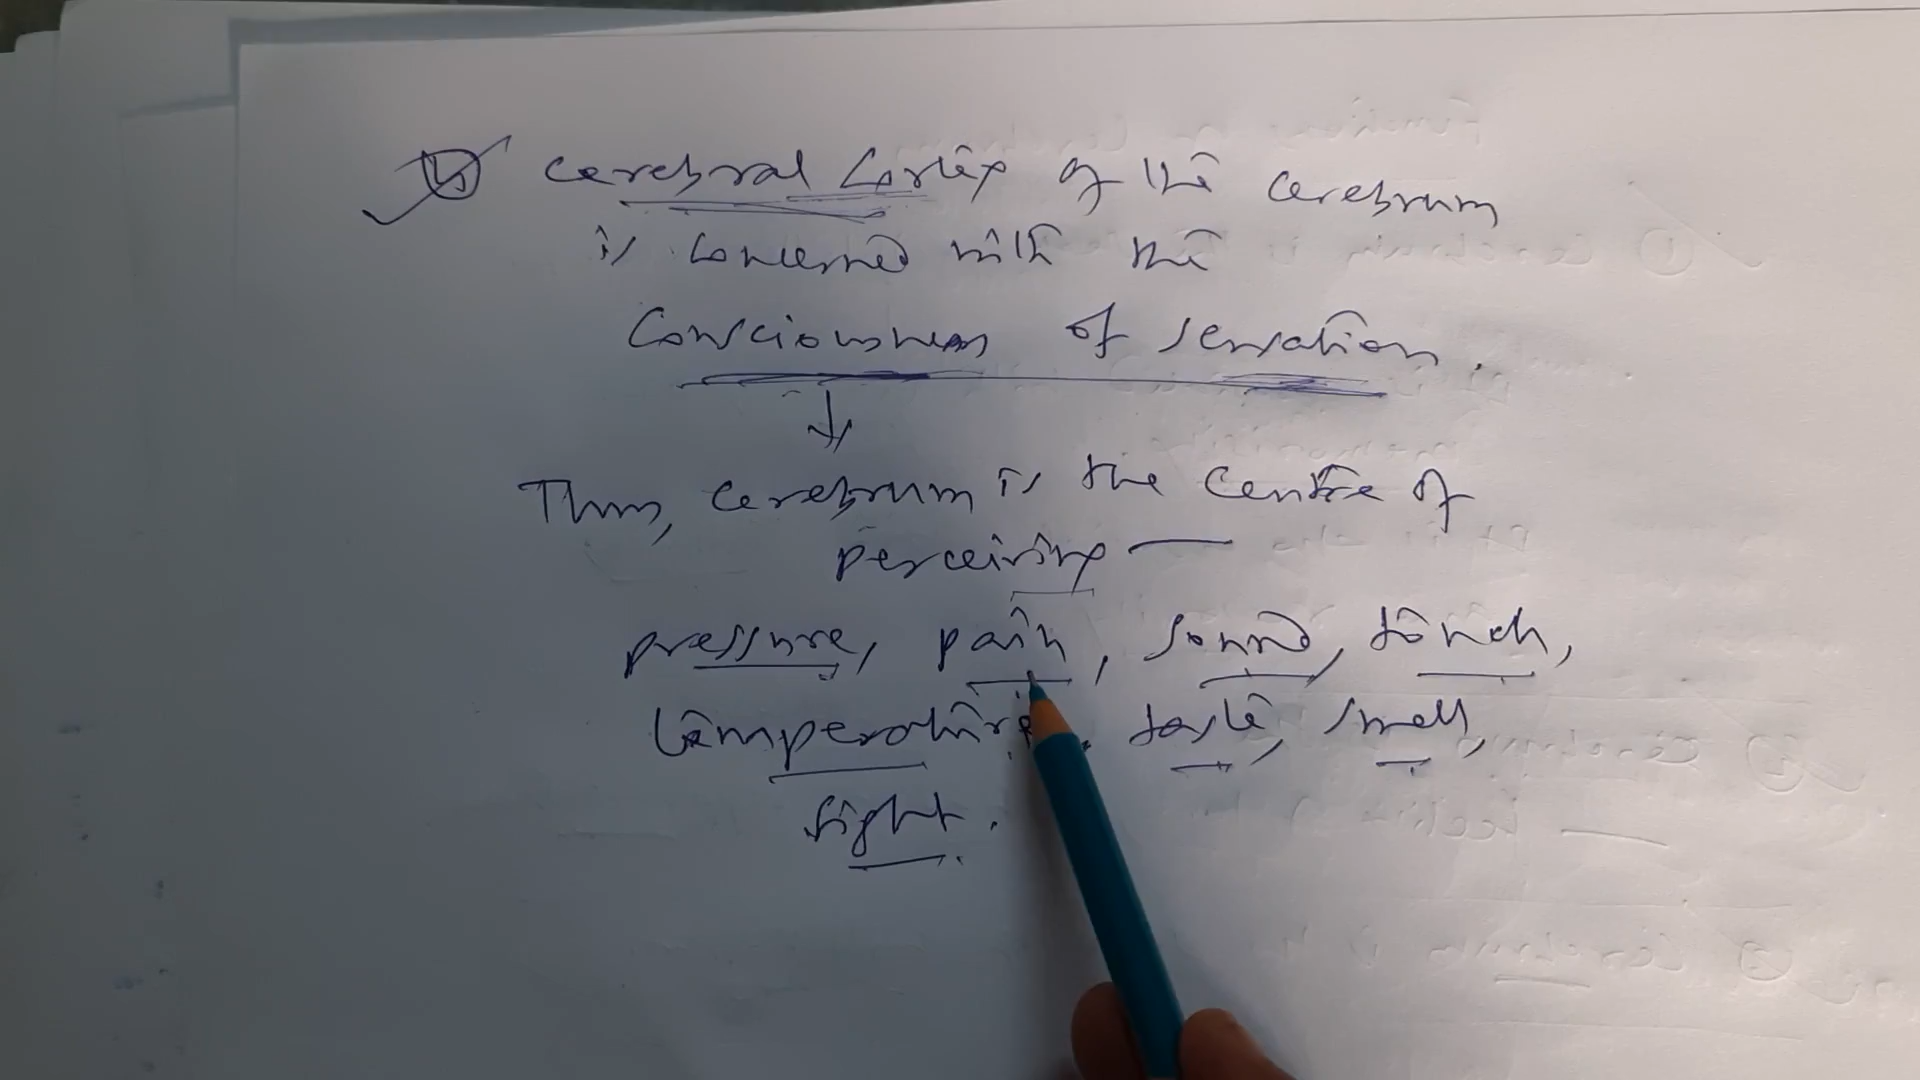 5 Cerebral Cortex of the Cerebrum
is concerned with the
Consciousness of sensation.
Thus, cerebrum is the centre of
perceiving —
pressure, pain, sound, touch,
temperature, taste, smell,
sight.